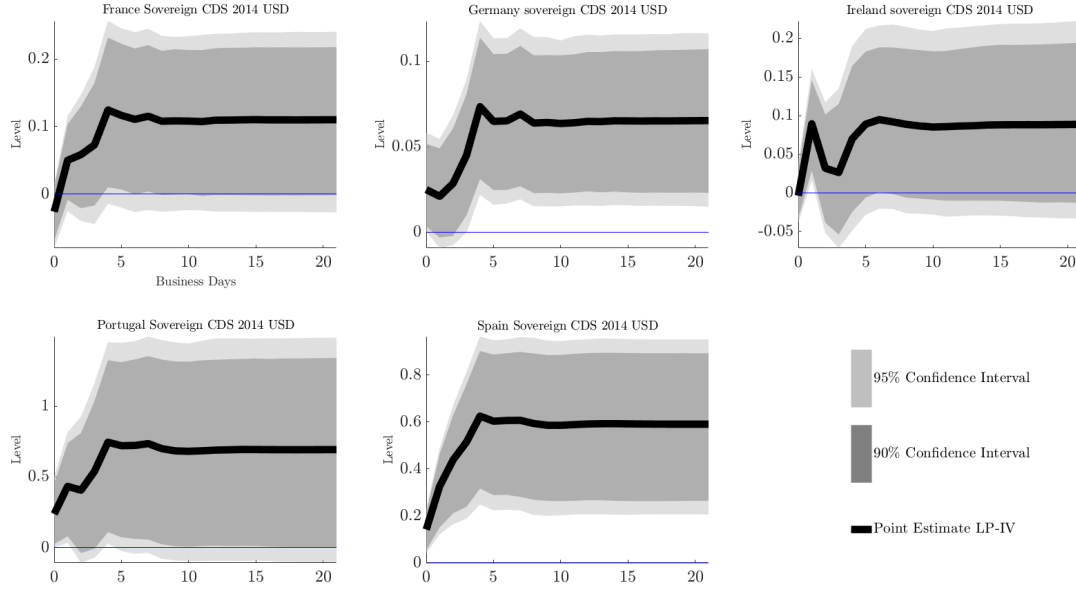 France Sovereign CDS 2014 USD
0.2
0.1
0
Level
0 5 10 15 20
Business Days
Germany sovereign CDS 2014 USD
0.1
0.05
0
Level
0 5 10 15 20
Ireland sovereign CDS 2014 USD
0.2
0.15
0.1
0.05
0
-0.05
Level
0 5 10 15 20
Portugal Sovereign CDS 2014 USD
1
0.5
0
Level
0 5 10 15 20
Spain Sovereign CDS 2014 USD
0.8
0.6
0.4
0.2
0
Level
0 5 10 15 20
95% Confidence Interval
90% Confidence Interval
Point Estimate LP-IV